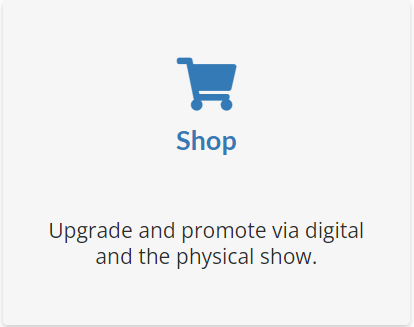 Shop
Upgrade and promote via digital
and the physical show.